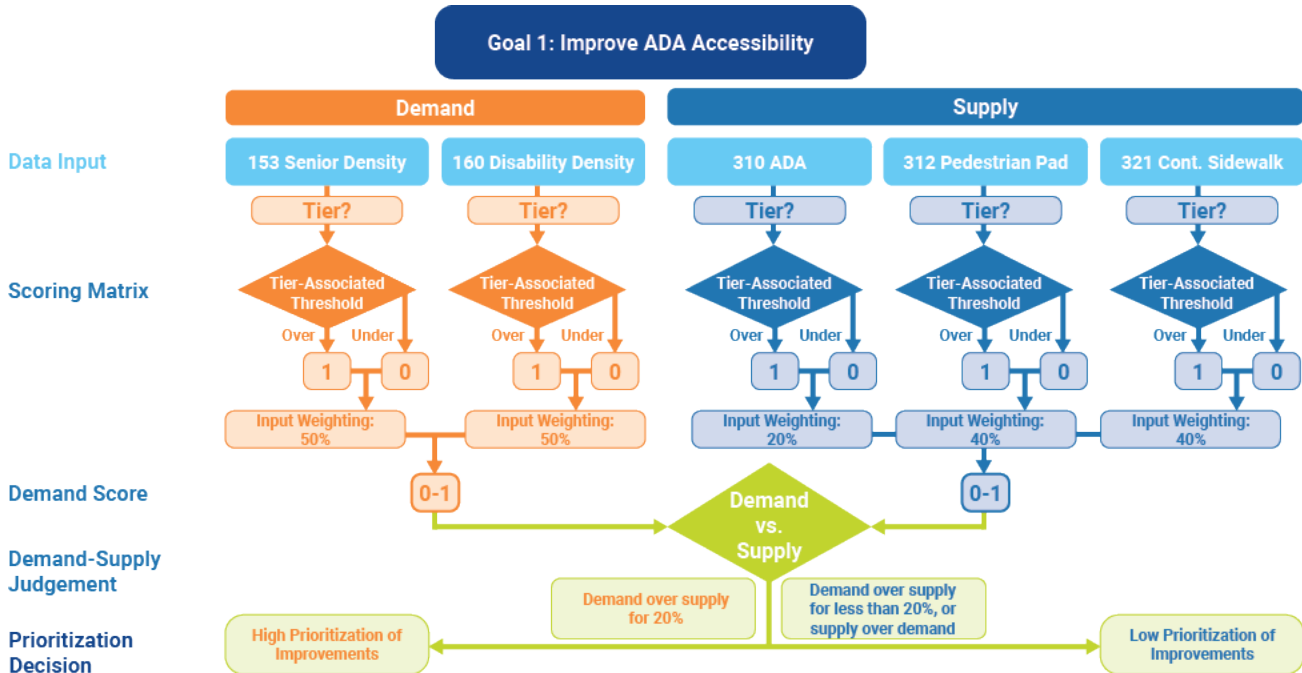 Goal 1: Improve ADA Accessibility
Demand
Supply
Data Input
153 Senior Density
160 Disability Density
310 ADA
312 Pedestrian Pad
321 Cont. Sidewalk
Tier?
Tier?
Tier?
Tier?
Tier?
Scoring Matrix
Tier-Associated
Threshold
Tier-Associated
Threshold
Tier-Associated
Threshold
Tier-Associated
Threshold
Tier-Associated
Threshold
Over
Under
Over
Under
Over
Under
Over
Under
Over
Under
1
0
1
0
1
0
1
0
1
0
Input Weighting:
50%
Input Weighting:
50%
Input Weighting:
20%
Input Weighting:
40%
Input Weighting:
40%
Demand Score
0-1
0-1
Demand
vs.
Supply
Demand-Supply
Judgement
Demand over supply
for 20%
Demand over supply
for less than 20%, or
supply over demand
Prioritization
Decision
High Prioritization of
Improvements
Low Prioritization of
Improvements